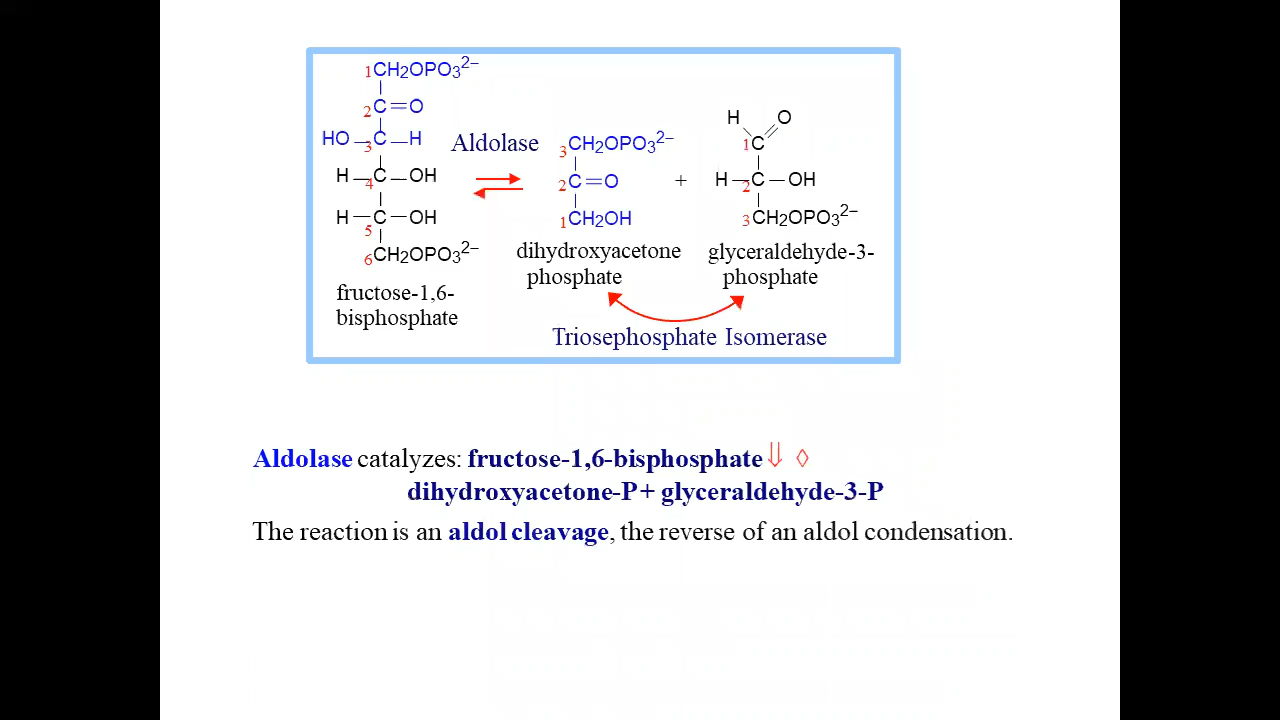 1CH2OPO3 2–
2C=O
HO–3C–H
H–4C–OH
H–5C–OH
6CH2OPO3 2–
fructose-1,6-
bisphosphate
Aldolase
3CH2OPO3 2–
2C=O
1CH2OH
dihydroxyacetone
phosphate
+
H O
1C
H–2C–OH
3CH2OPO3 2–
glyceraldehyde-3-
phosphate
Triosephosphate Isomerase
Aldolase catalyzes: fructose-1,6-bisphosphate⇓ ◊
dihydroxyacetone-P+ glyceraldehyde-3-P
The reaction is an aldol cleavage, the reverse of an aldol condensation.